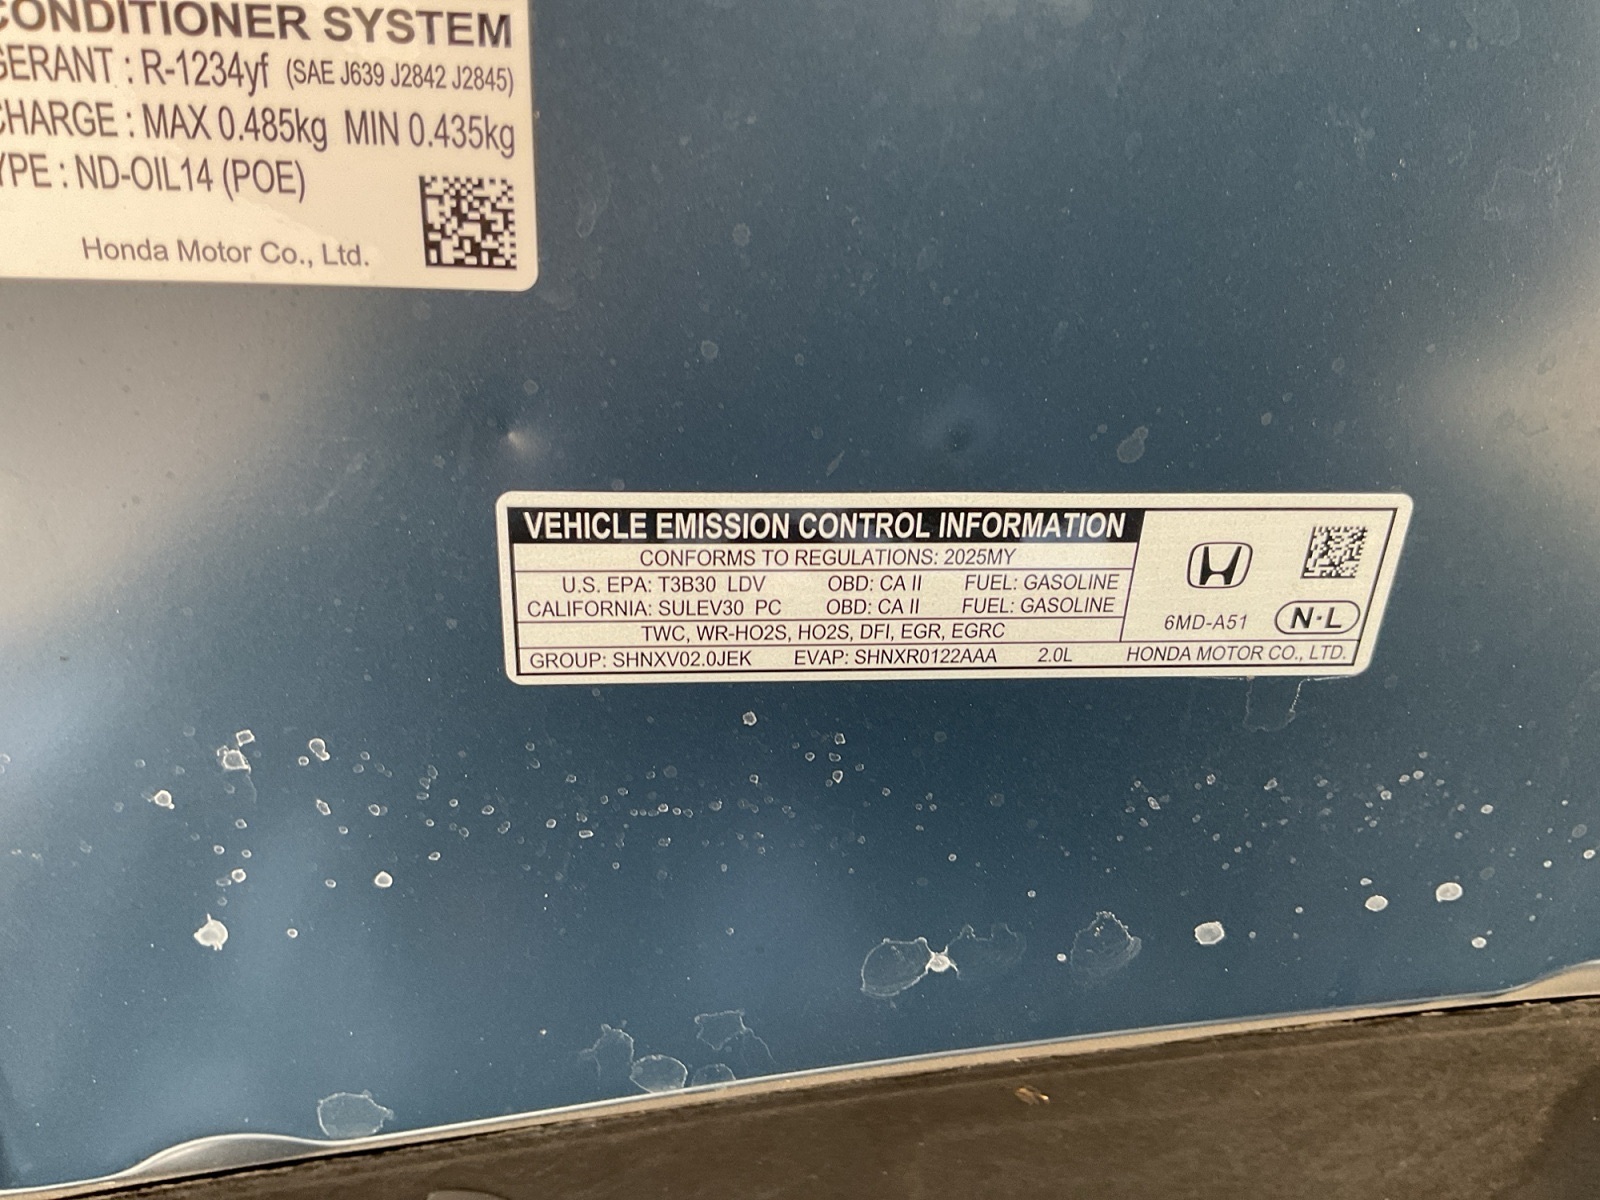 CONDITIONER SYSTEM
GERANT : R-1234yf (SAE J639 J2842 J2845)
CHARGE : MAX 0.485kg MIN 0.435kg
YPE : ND-OIL14 (POE)
Honda Motor Co., Ltd.
VEHICLE EMISSION CONTROL INFORMATION
CONFORMS TO REGULATIONS: 2025MY
U.S. EPA: T3B30 LDV OBD: CA II FUEL: GASOLINE
CALIFORNIA: SULEV30 PC OBD: CA II FUEL: GASOLINE
TWC, WR-HO2S, HO2S, DFI, EGR, EGRC
GROUP: SHNXV02.0JEK EVAP: SHNXR0122AAA 2.0L
6MD-A51 N·L
HONDA MOTOR CO., LTD.